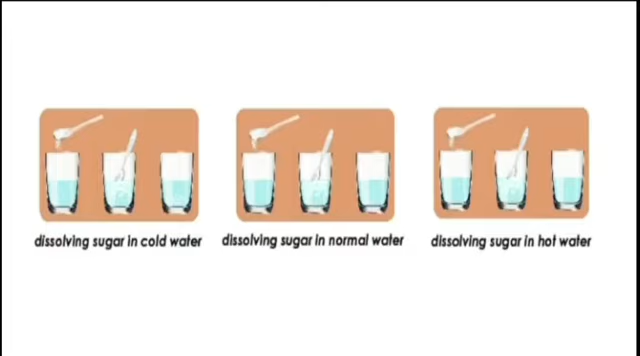 dissolving sugar in cold water
dissolving sugar in normal water
dissolving sugar in hot water